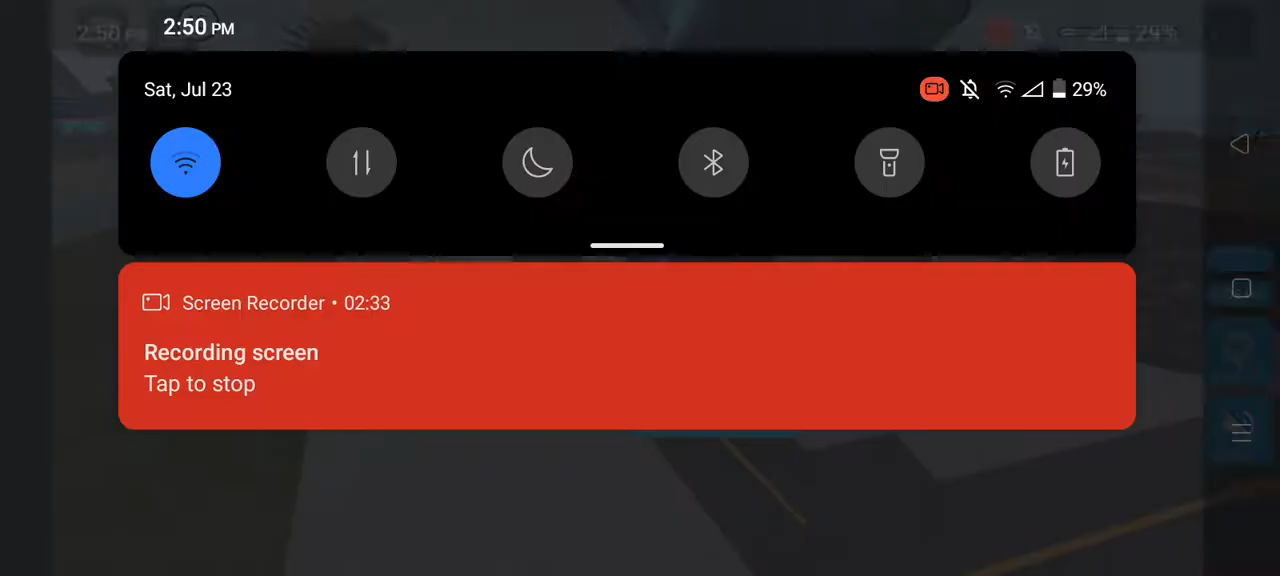 2:50 PM
Sat, Jul 23
29%
Screen Recorder • 02:33
Recording screen
Tap to stop